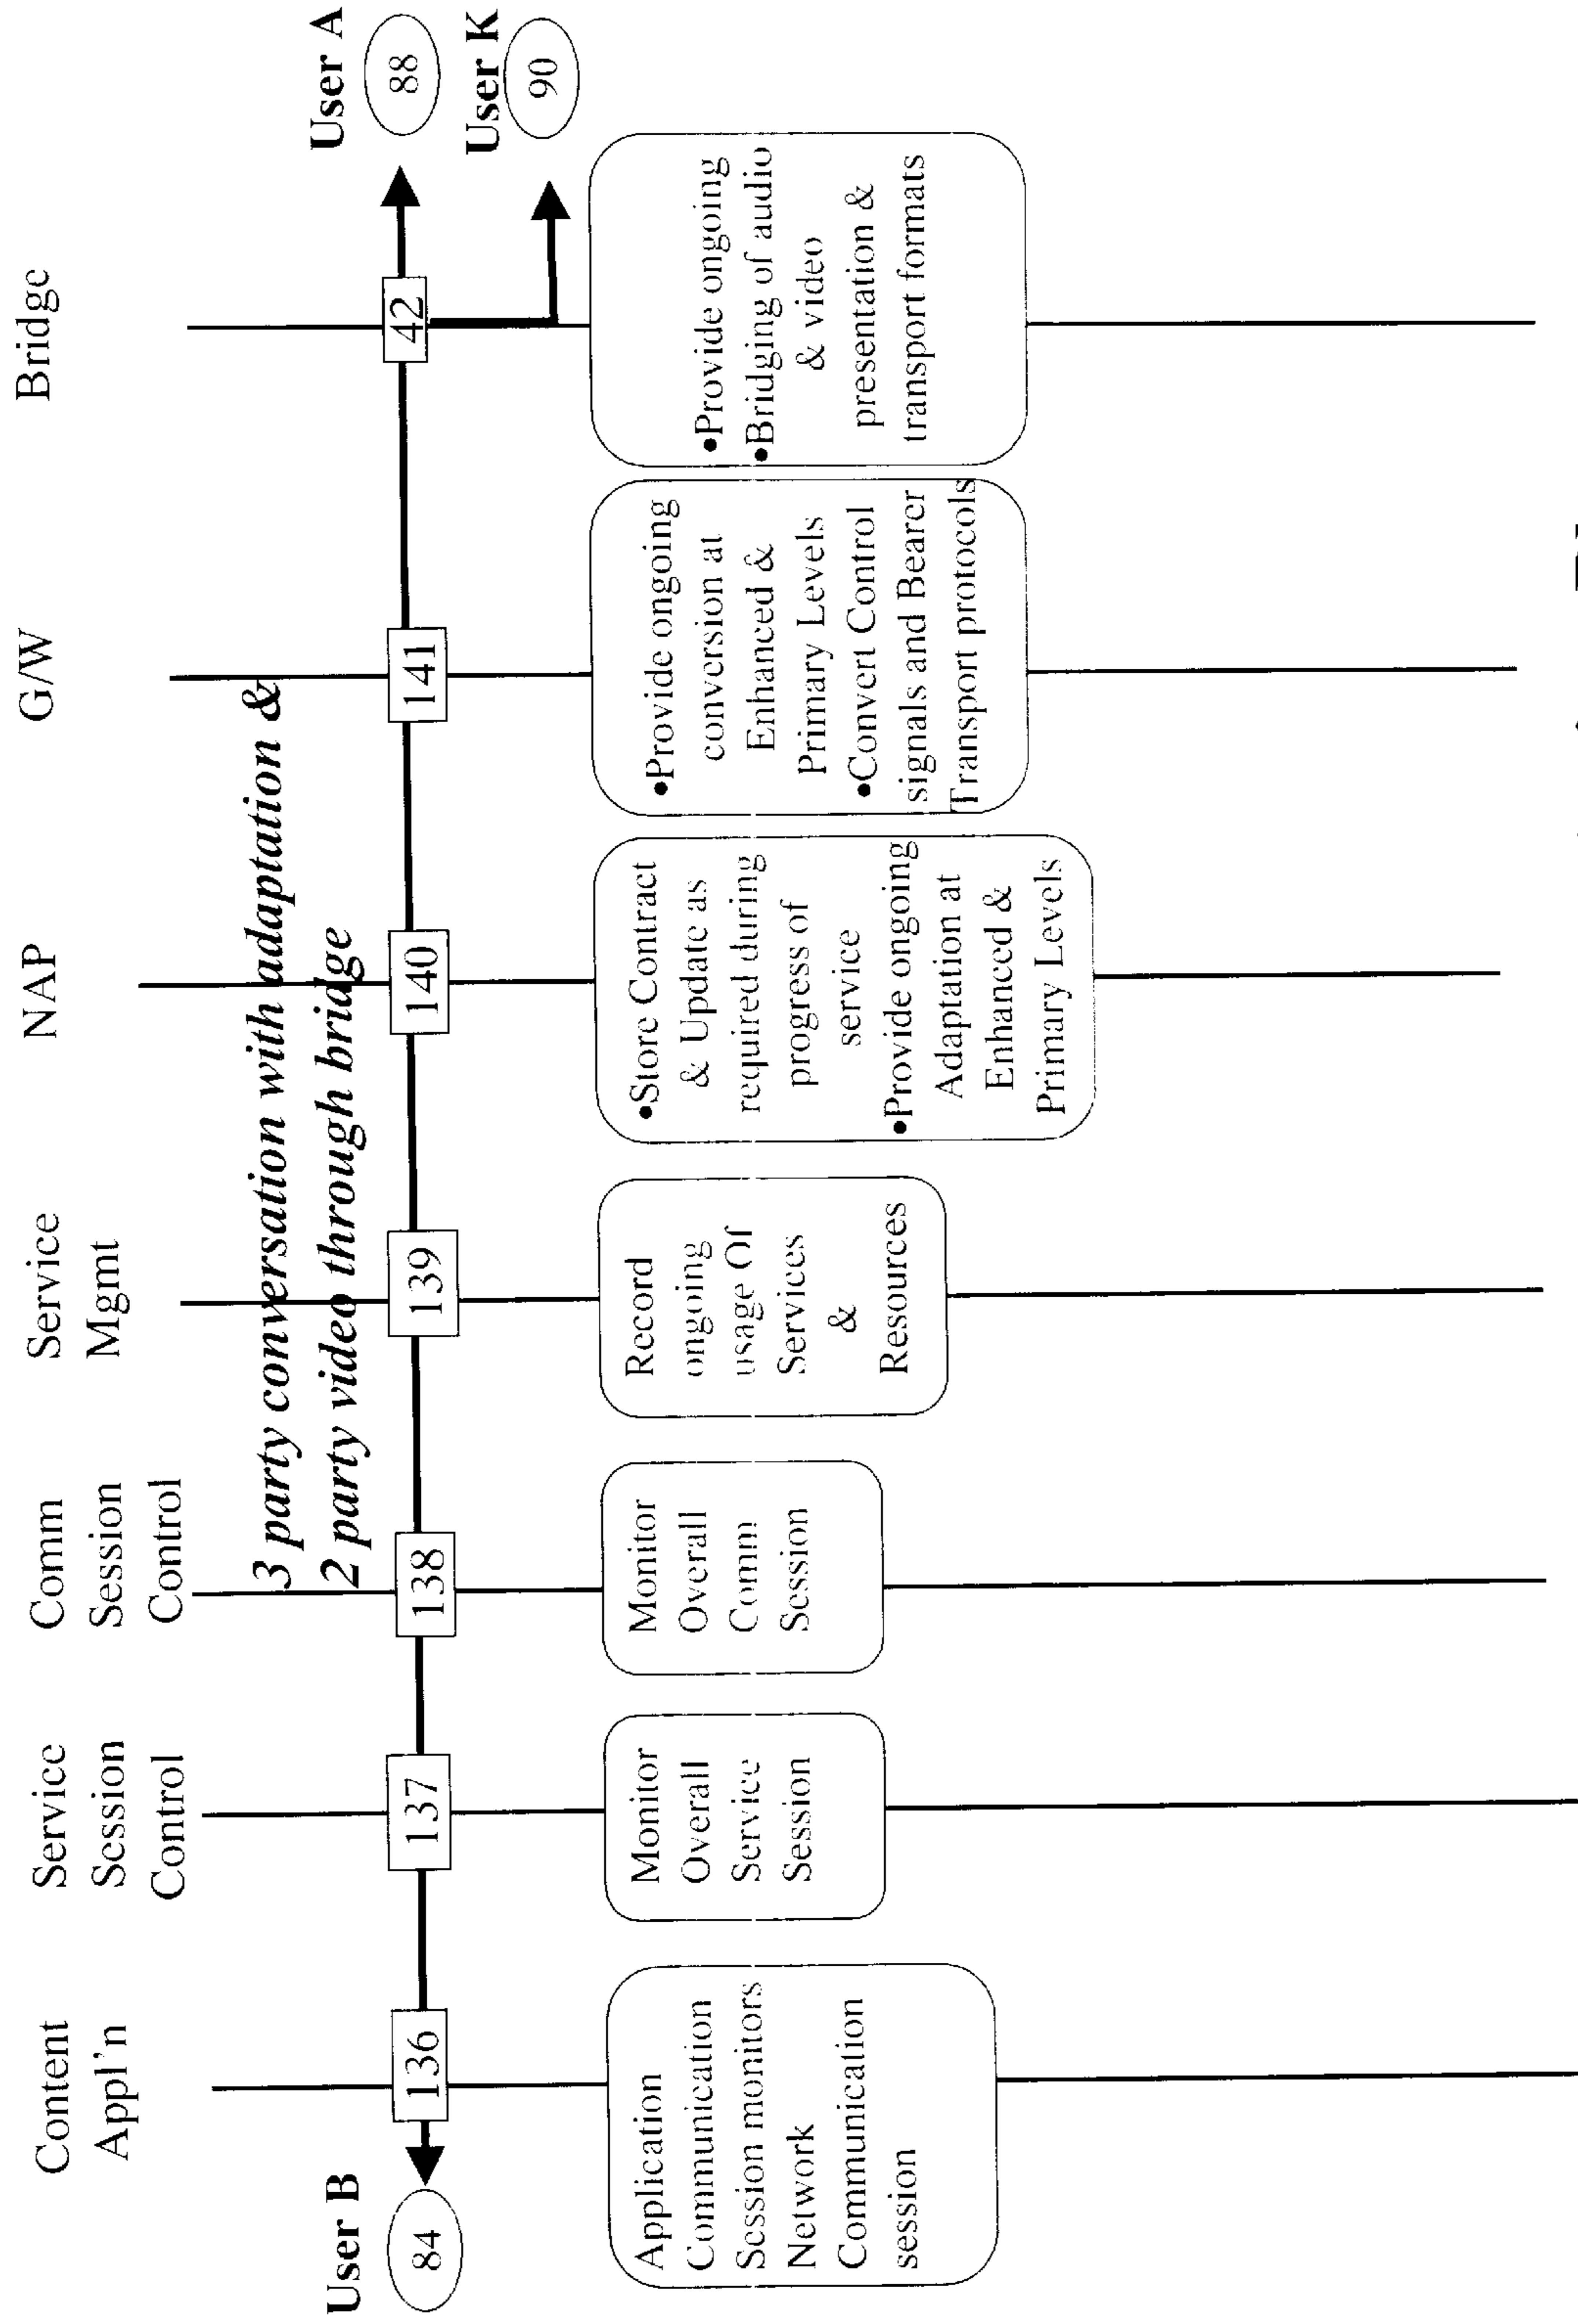 Content
Appl'n
Service
Session
Control
Comm
Session
Control
Service
Mgmt
NAP
G/W
Bridge
3 party conversation with adaptation &
2 party video through bridge
User B
84
136
137
138
139
140
141
42
User A
88
User K
90
Application
Communication
Session monitors
Network
Communication
session
Monitor
Overall
Service
Session
Monitor
Overall
Comm
Session
Record
ongoing
usage Of
Services
&
Resources
•Store Contract
& Update as
required during
progress of
service
•Provide ongoing
Adaptation at
Enhanced &
Primary Levels
•Provide ongoing
conversion at
Enhanced &
Primary Levels
•Convert Control
signals and Bearer
Transport protocols
•Provide ongoing
•Bridging of audio
& video
presentation &
transport formats